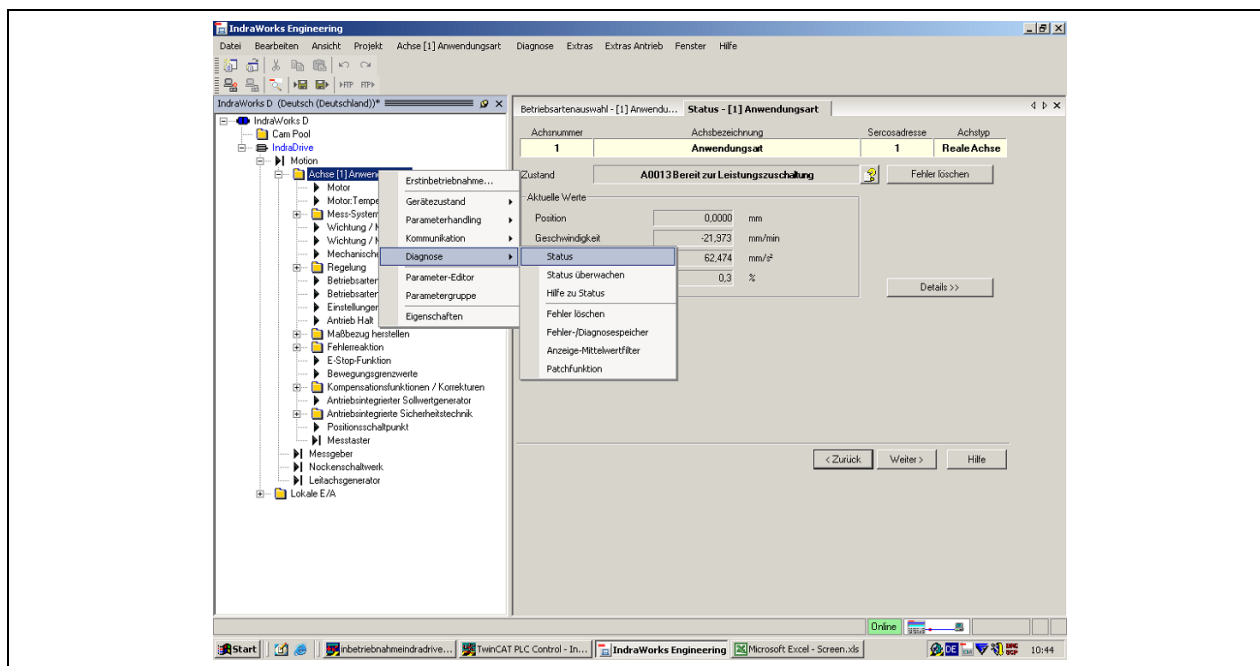 IndraWorks Engineering
Datei Bearbeiten Ansicht Projekt Achse [1] Anwendungsart Diagnose Extras Extras Antrieb Fenster Hilfe
FTP FTP
IndraWorks D (Deutsch (Deutschland))*
IndraWorks D
Cam Pool
IndraDrive
Motion
Achse [1] Anwen
Motor
Motor:Tempe
Mess-System
Wichtung /
Wichtung /
Mechanische
Regelung
Betriebsarten
Betriebsarten
Einstellungen
Antrieb Halt
Maßbezug herstellen
Fehlerreaktion
E-Stop-Funktion
Bewegungsgrenzwerte
Kompensationsfunktionen / Korrekturen
Antriebsintegrierter Sollwertgenerator
Antriebsintegrierte Sicherheitstechnik
Positionsschaltpunkt
Messtaster
Messgeber
Nockenschaltwerk
Leitachsgenerator
Lokale E/A
Erstinbetriebnahme...
Gerätezustand
Parameterhandling
Kommunikation
Diagnose
Parameter-Editor
Parametergruppe
Eigenschaften
Status
Status überwachen
Hilfe zu Status
Fehler löschen
Fehler-/Diagnosespeicher
Anzeige-Mittelwertfilter
Patchfunktion
Betriebsartenauswahl - [1] Anwendu... Status - [1] Anwendungsart
Achsnummer Achsbezeichnung Sercosadresse Achstyp
1 Anwendungsart 1 Reale Achse
Zustand A0013 Bereit zur Leistungszuschaltung Fehler löschen
Aktuelle Werte
Position 0,0000 mm
Geschwindigkeit -21,973 mm/min
62,474 mm/s²
0,3 %
Details >>
< Zurück Weiter > Hilfe
Online
Start inbetriebnahmeindradrive... TwinCAT PLC Control - In... IndraWorks Engineering Microsoft Excel - Screen.xls DE 10:44